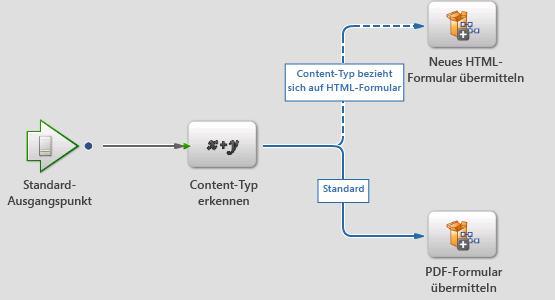 Neues HTML-
Formular übermitteln
Content-Typ bezieht
sich auf HTML-Formular
x+y
Standard-
Ausgangspunkt
Content-Typ
erkennen
Standard
PDF-Formular
übermitteln